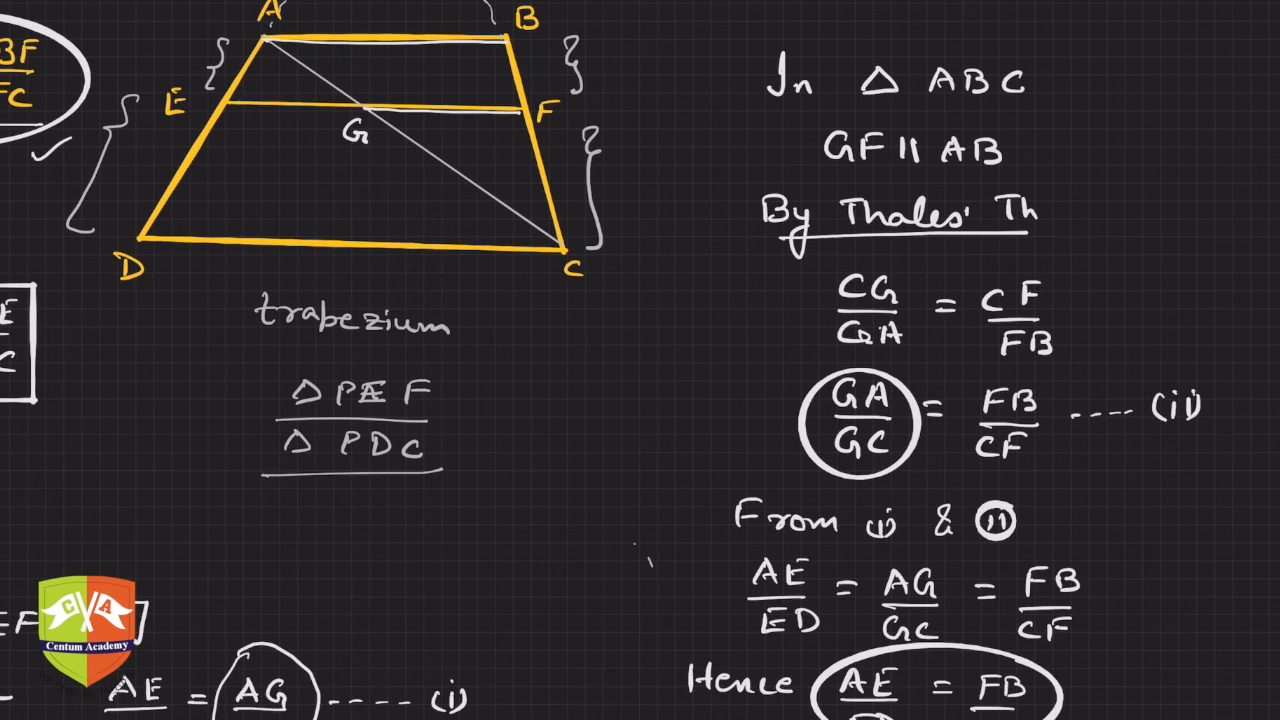 BF
FC
A
B
E
F
G
D
C
trapezium
Δ PEF
Δ PDC
E
C
C A
Centum Academy
EF ]
AE = AG ---- (i)
In Δ ABC
GF || AB
By Thales' Th
CG = CF
GA FB
GA = FB ---- (ii)
GC CF
From (i) & (ii)
AE = AG = FB
ED GC CF
Hence AE = FB